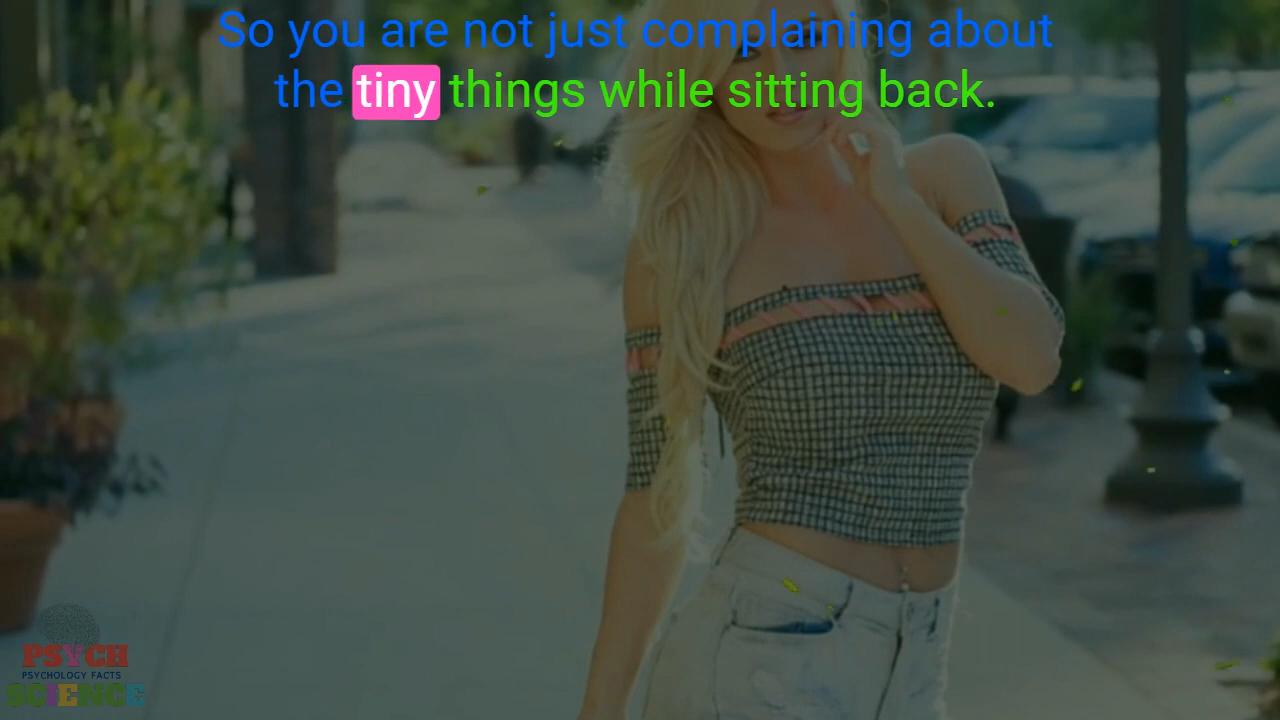 So you are not just complaining about
the tiny things while sitting back.
PSYCH
PSYCHOLOGY FACTS
SCIENCE